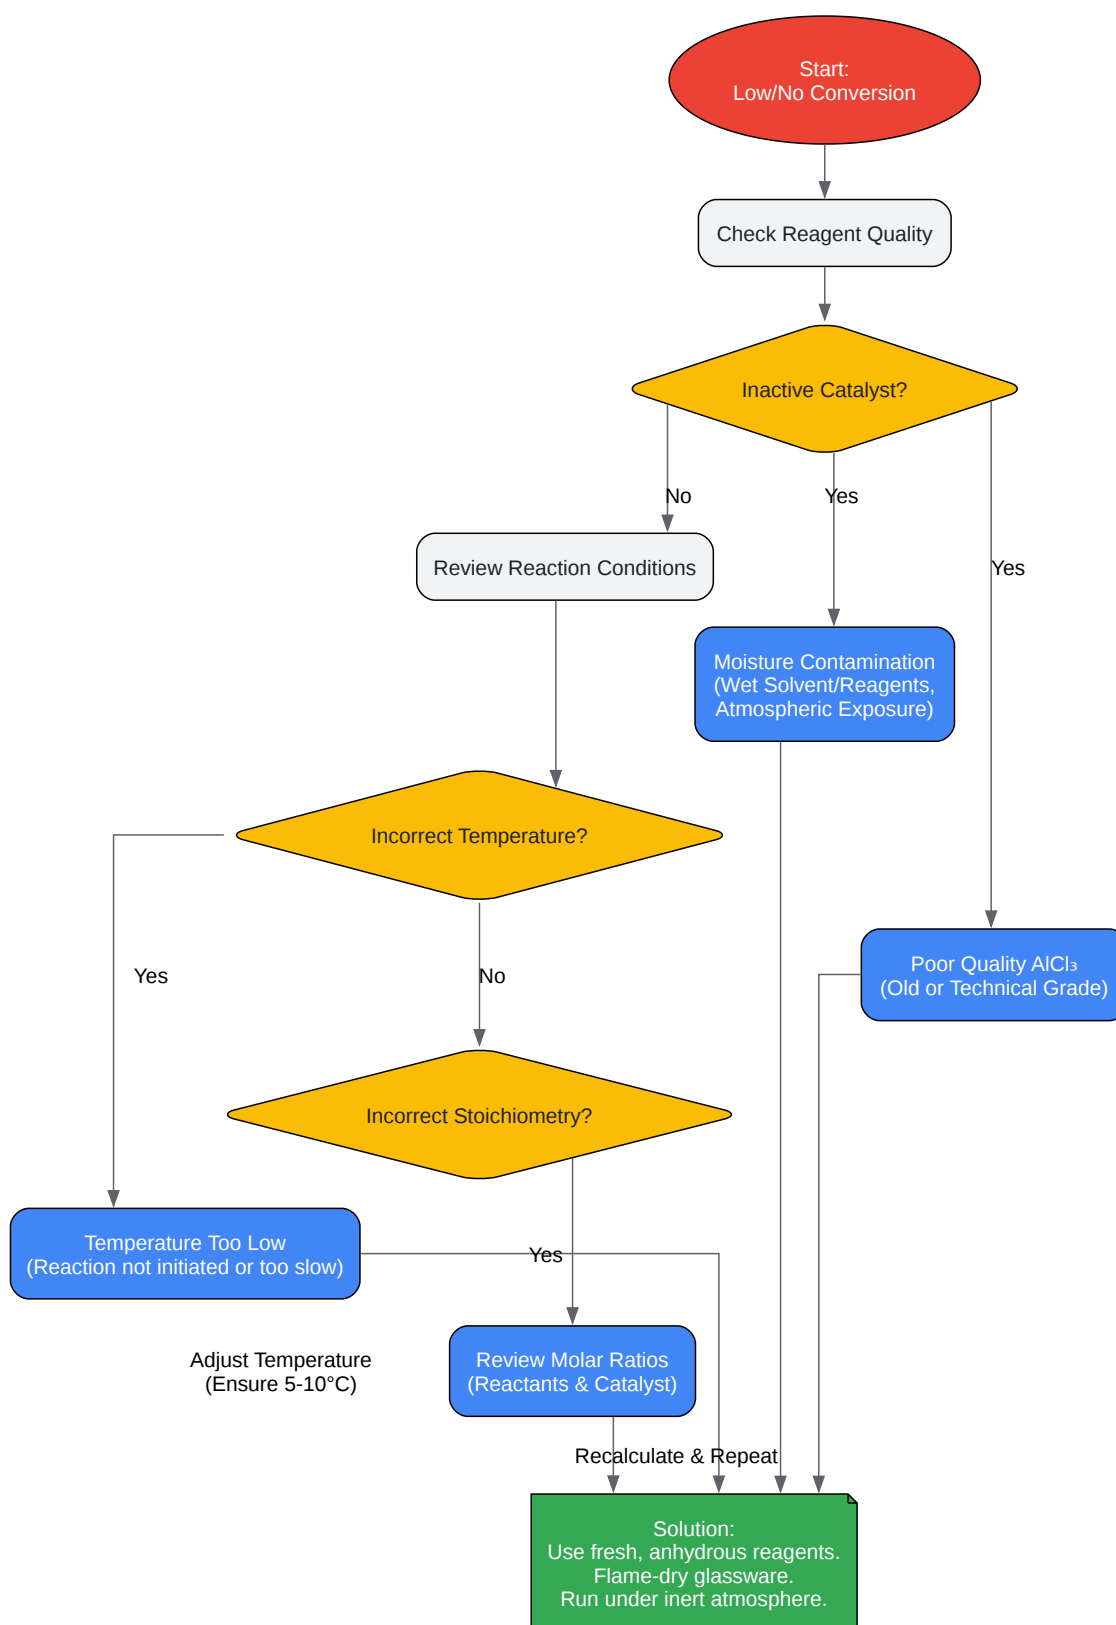 Start:
Low/No Conversion
Check Reagent Quality
Inactive Catalyst?
No
Yes
Yes
Review Reaction Conditions
Moisture Contamination
(Wet Solvent/Reagents,
Atmospheric Exposure)
Incorrect Temperature?
Yes
No
Poor Quality AlCl₃
(Old or Technical Grade)
Incorrect Stoichiometry?
Temperature Too Low
(Reaction not initiated or too slow)
Yes
Adjust Temperature
(Ensure 5-10°C)
Review Molar Ratios
(Reactants & Catalyst)
Recalculate & Repeat
Solution:
Use fresh, anhydrous reagents.
Flame-dry glassware.
Run under inert atmosphere.